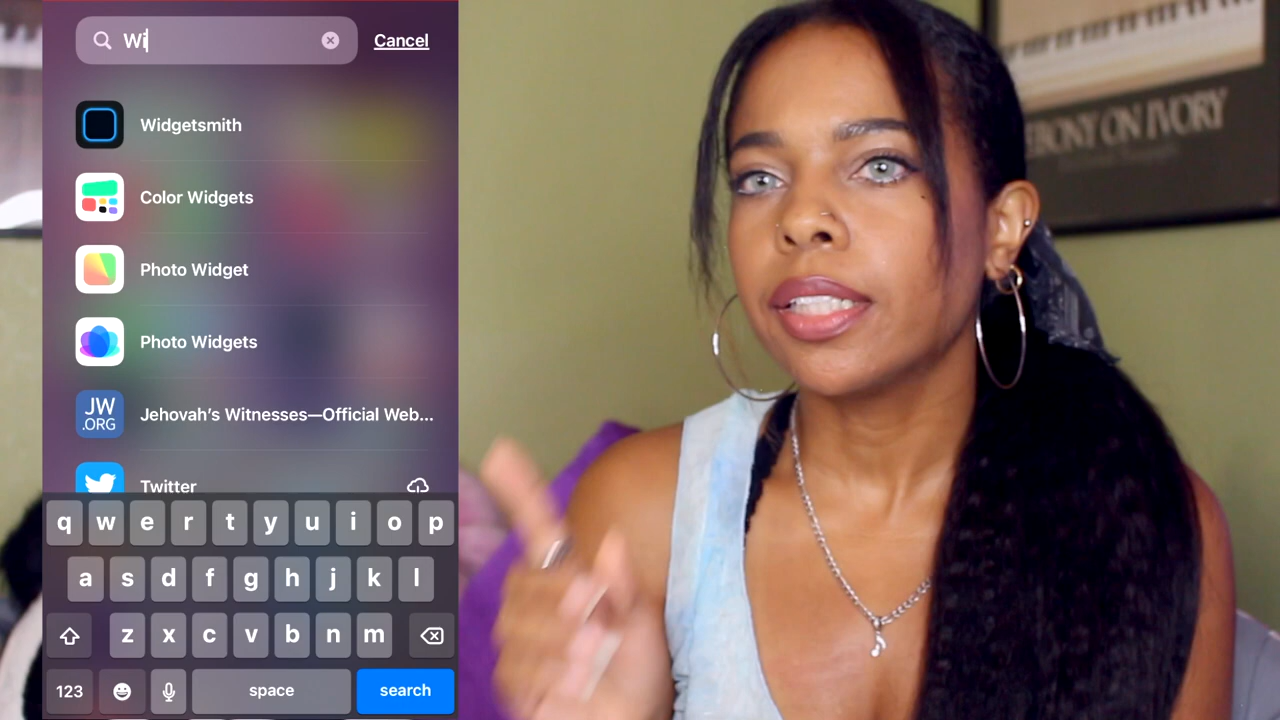 Wi
Cancel
Widgetsmith
Color Widgets
Photo Widget
Photo Widgets
JW
.ORG
Jehovah's Witnesses—Official Web...
Twitter
q w e r t y u i o p
a s d f g h j k l
z x c v b n m
123
space
search
EBONY ON IVORY